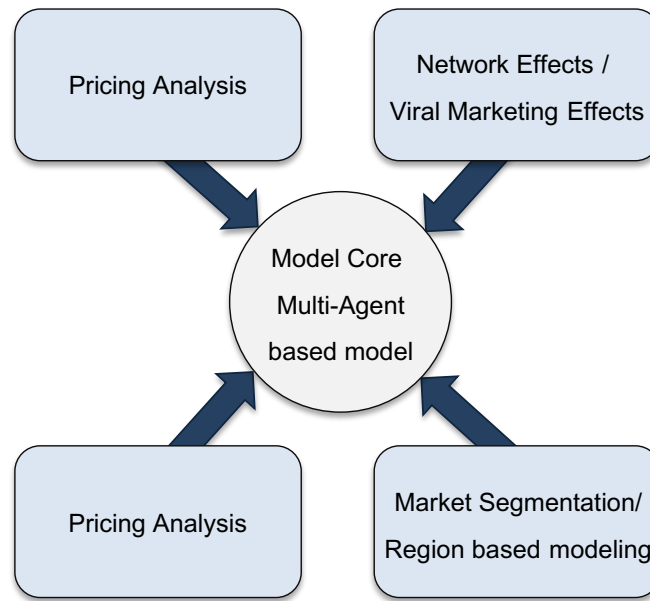 Pricing Analysis
Network Effects /
Viral Marketing Effects
Model Core
Multi-Agent
based model
Pricing Analysis
Market Segmentation/
Region based modeling